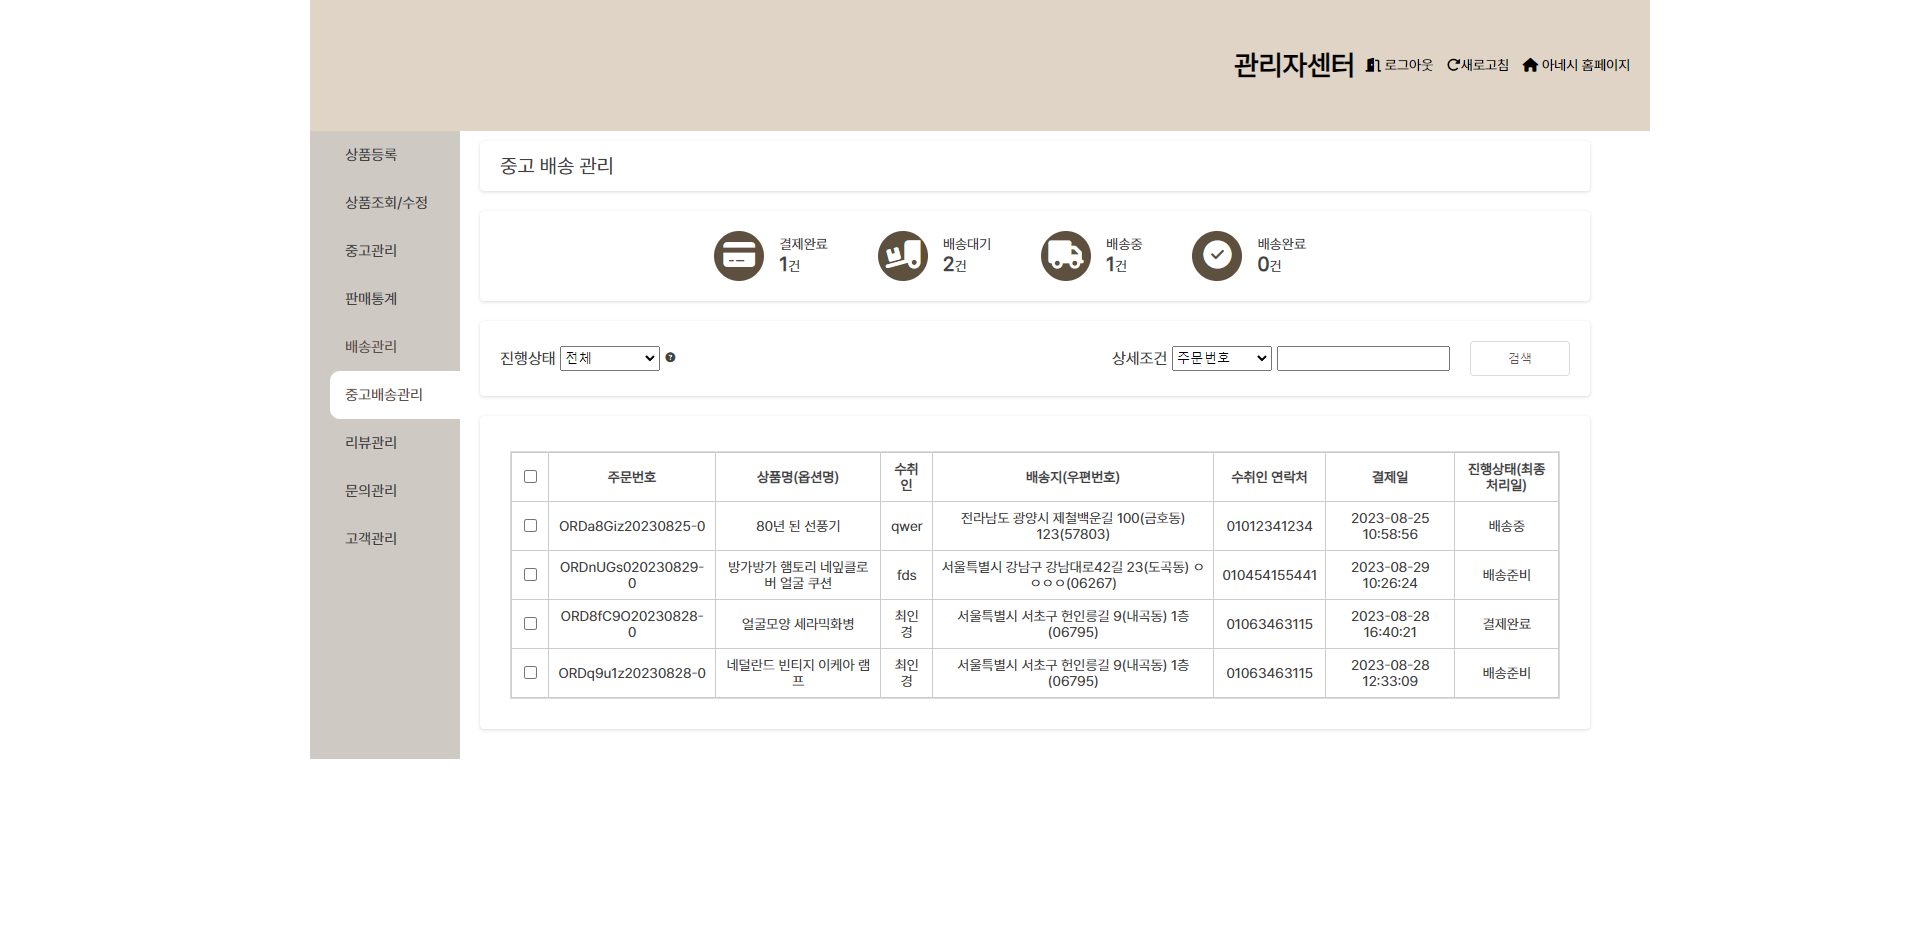 관리자센터 로그아웃 새로고침 아네시 홈페이지
상품등록
상품조회/수정
중고관리
판매통계
배송관리
중고배송관리
리뷰관리
문의관리
고객관리
중고 배송 관리
결제완료
1건
배송대기
2건
배송중
1건
배송완료
0건
진행상태 전체
상세조건 주문번호 검색
주문번호
상품명(옵션명)
수취
인
배송지(우편번호)
수취인 연락처
결제일
진행상태(최종
처리일)
ORDa8Giz20230825-0
80년 된 선풍기
qwer
전라남도 광양시 제철백운길 100(금호동)
123(57803)
01012341234
2023-08-25
10:58:56
배송중
ORDnUGs020230829-
0
방가방가 햄토리 네잎클로
버 얼굴 쿠션
fds
서울특별시 강남구 강남대로42길 23(도곡동) ㅇ
ㅇㅇㅇ(06267)
010454155441
2023-08-29
10:26:24
배송준비
ORD8fC9O20230828-
0
얼굴모양 세라믹화병
최인
경
서울특별시 서초구 헌인릉길 9(내곡동) 1층
(06795)
01063463115
2023-08-28
16:40:21
결제완료
ORDq9u1z20230828-0
네덜란드 빈티지 이케아 램
프
최인
경
서울특별시 서초구 헌인릉길 9(내곡동) 1층
(06795)
01063463115
2023-08-28
12:33:09
배송준비